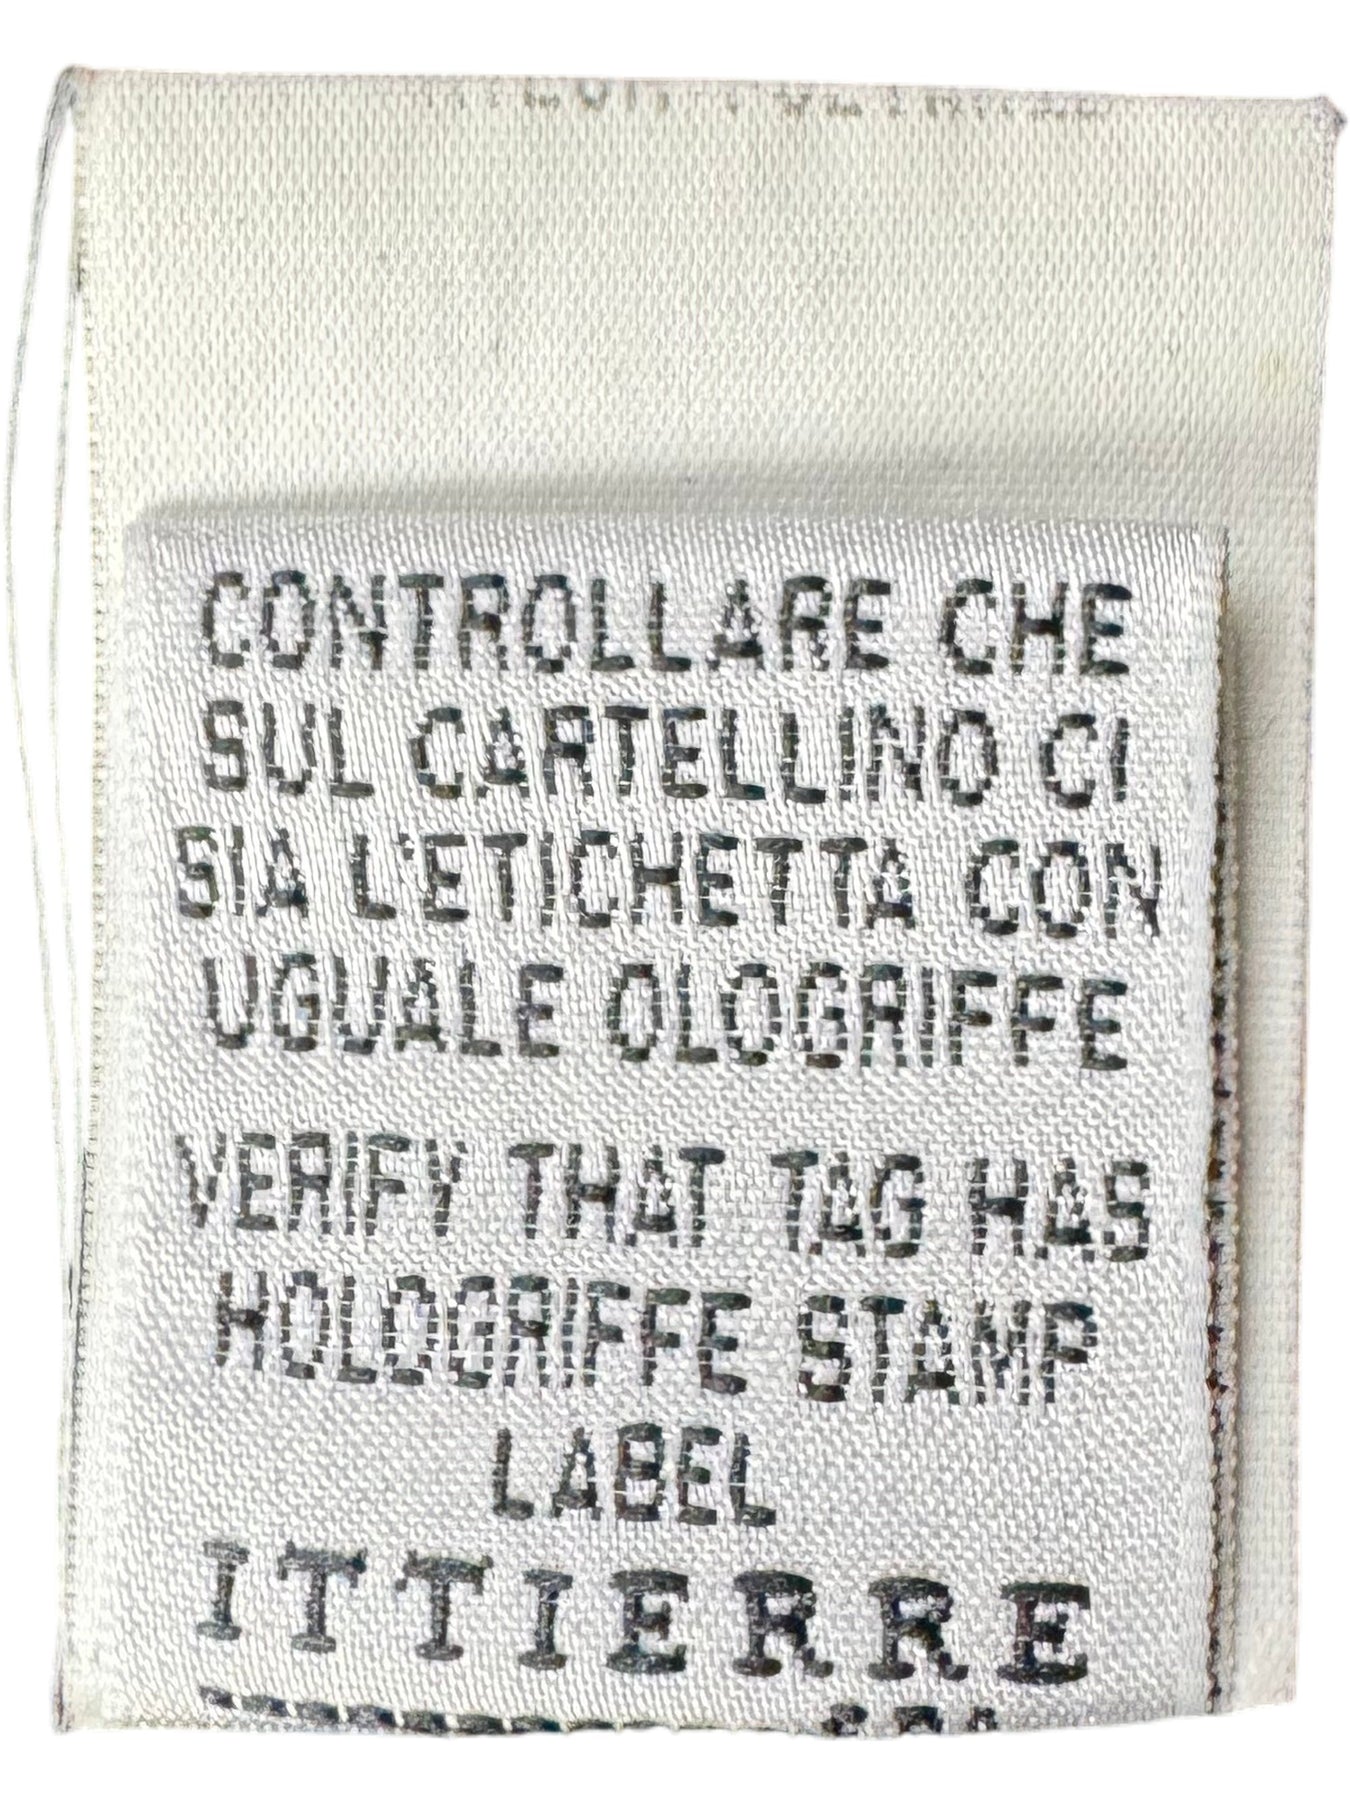 CONTROLLARE CHE
SUL CARTELLINO CI
SIA L'ETICHETTA CON
UGUALE OLOGRIFFE
VERIFY THAT TAG HAS
HOLOGRIFFE STAMP
LABEL
ITTIERRE